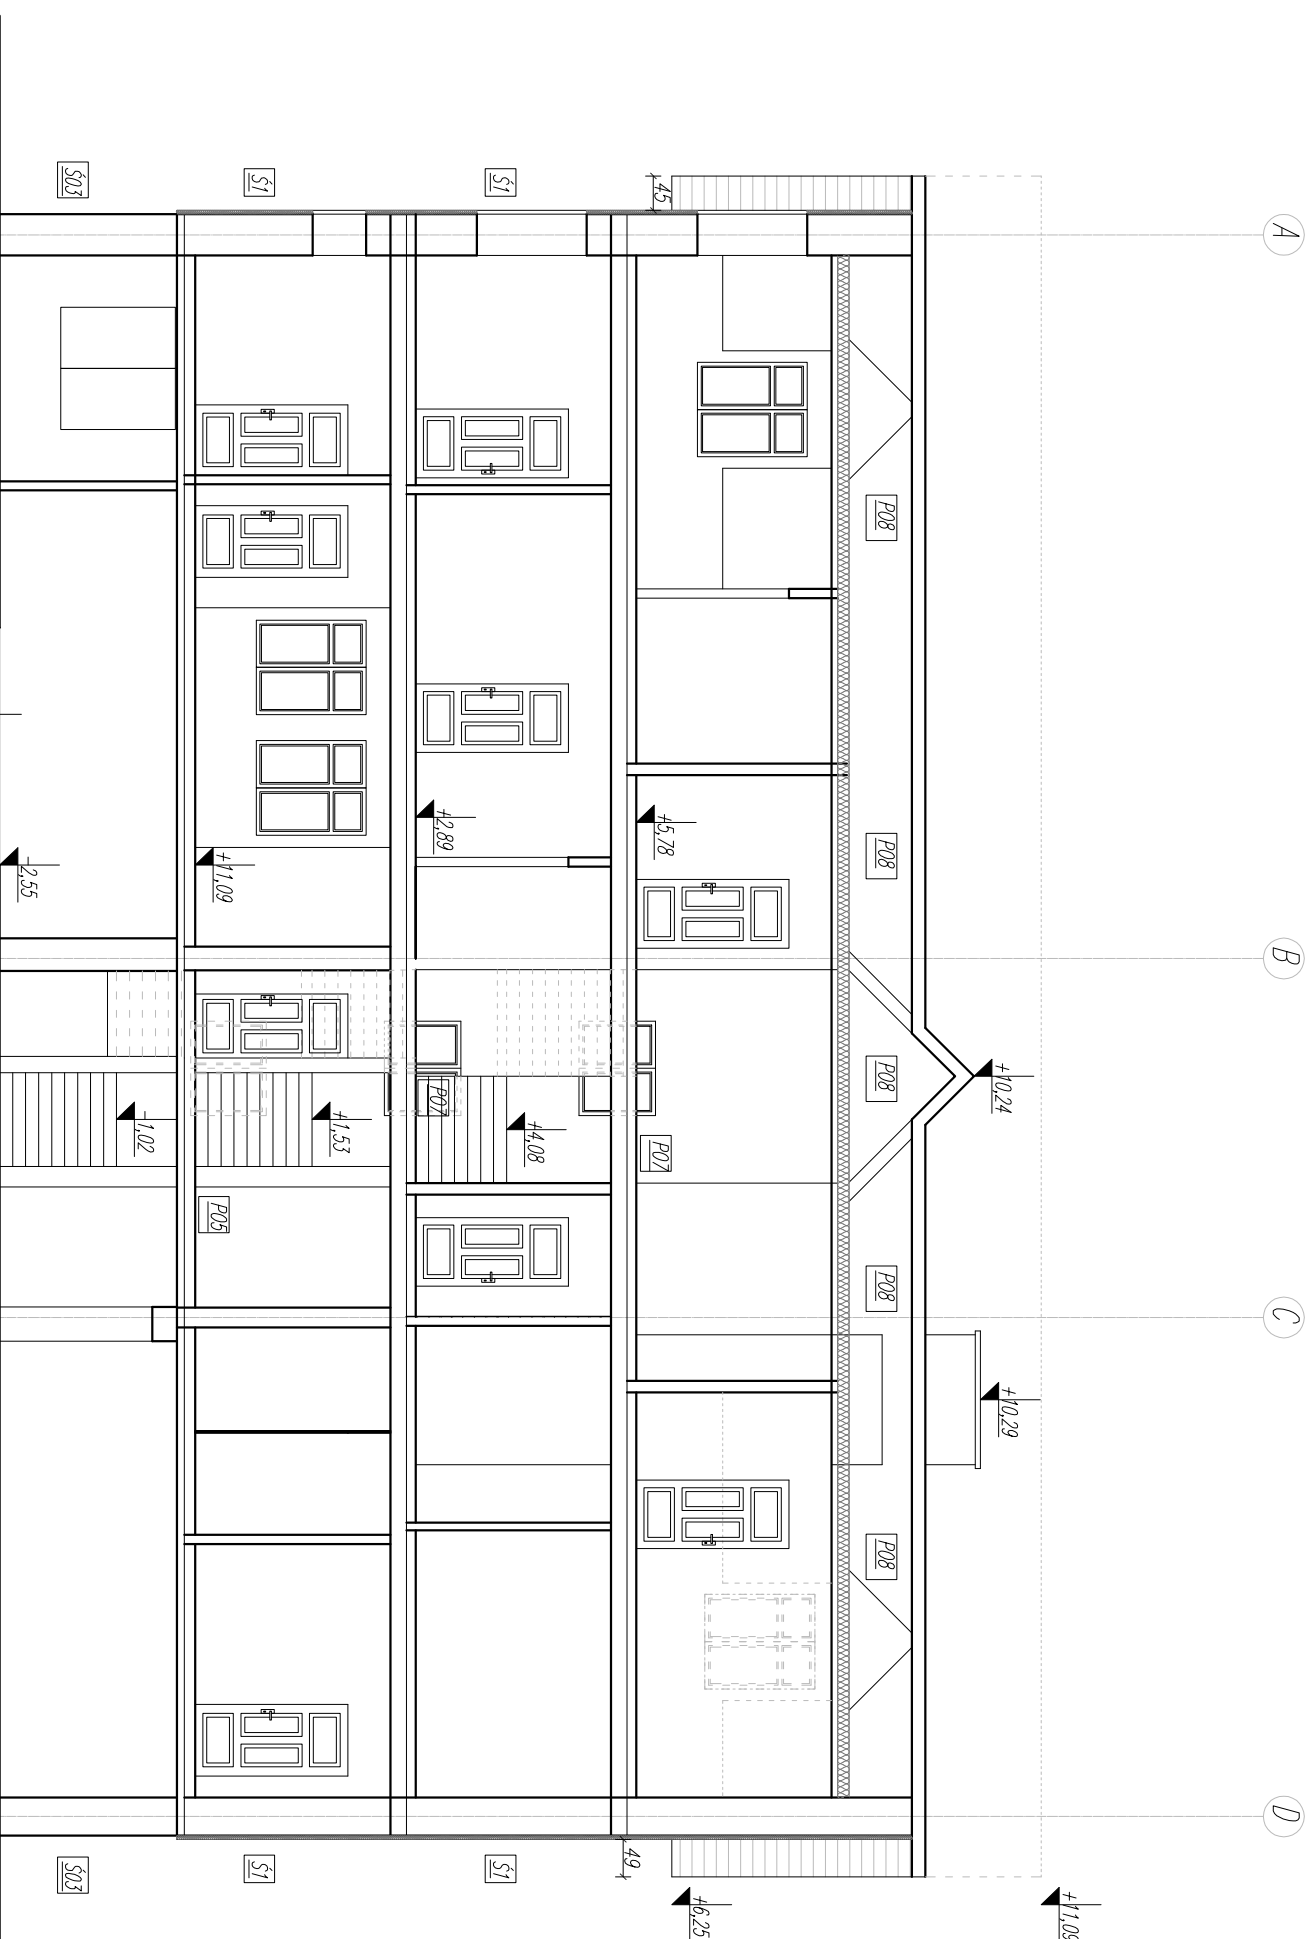 A
B
C
D
+11,09
+10,29
+10,24
P08
P08
P08
P08
P08
45
49
+6,25
+5,78
P07
Ś1
+2,89
P07
+4,08
Ś1
Ś1
+11,09
+1,53
P05
Ś1
Ś03
-2,55
-1,02
Ś03